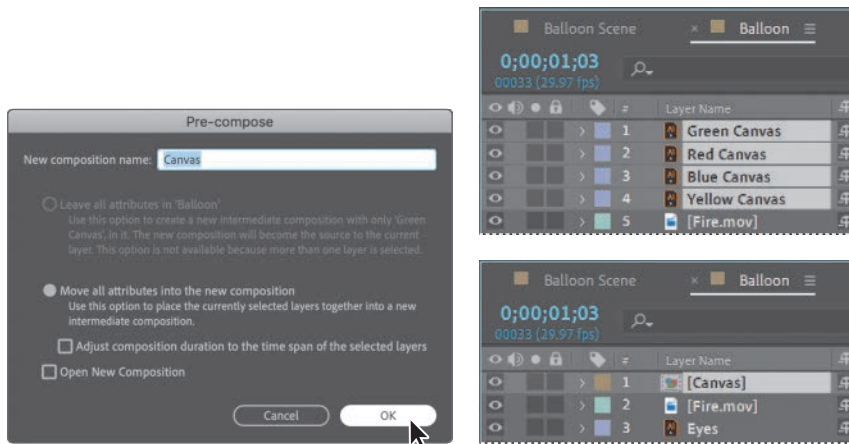 Pre-compose
New composition name: Canvas
Leave all attributes in 'Balloon'
Use this option to create a new intermediate composition with only 'Green
Canvas', in it. The new composition will become the source to the current
layer. This option is not available because more than one layer is selected.
Move all attributes into the new composition
Use this option to place the currently selected layers together into a new
intermediate composition.
Adjust composition duration to the time span of the selected layers
Open New Composition
Cancel OK
Balloon Scene × Balloon
0;00;01;03
00033 (29.97 fps)
# Layer Name
1 Green Canvas
2 Red Canvas
3 Blue Canvas
4 Yellow Canvas
5 [Fire.mov]
Balloon Scene × Balloon
0;00;01;03
00033 (29.97 fps)
# Layer Name
1 [Canvas]
2 [Fire.mov]
3 Eyes